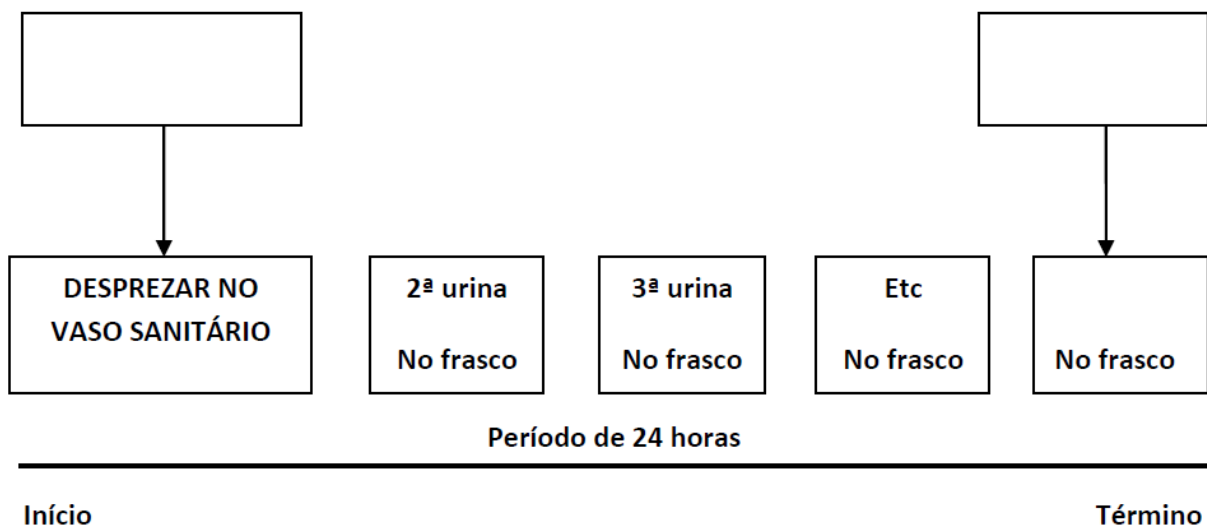 DESPREZAR NO
VASO SANITÁRIO
2ª urina
No frasco
3ª urina
No frasco
Etc
No frasco
No frasco
Período de 24 horas
Início
Término